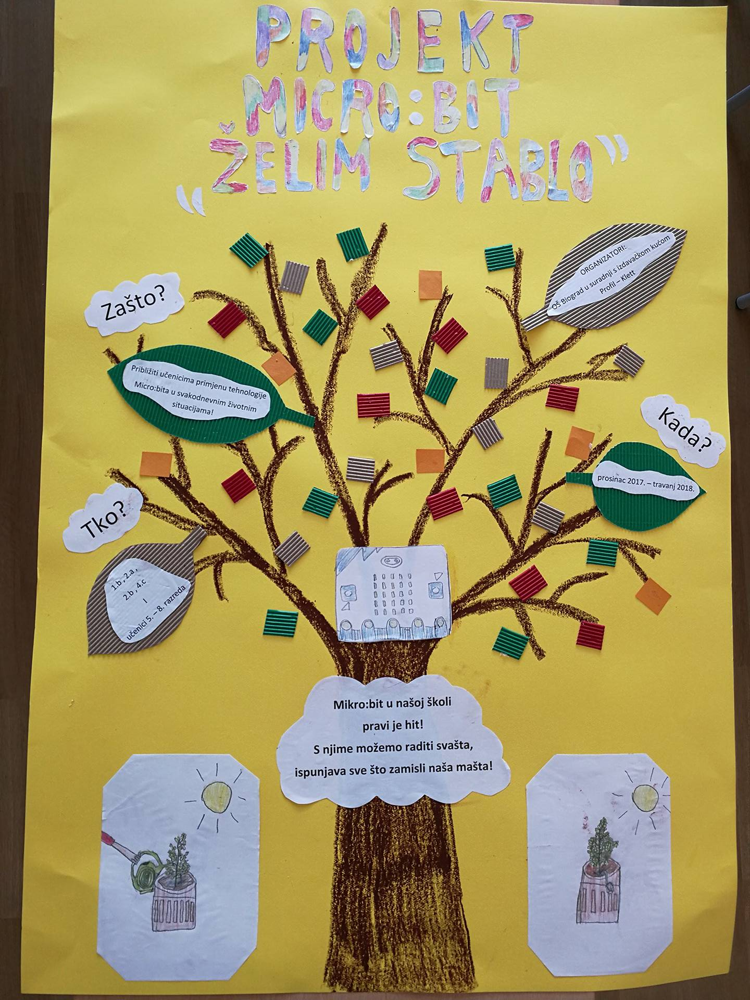 PROJEKT
MICRO:BIT
„ŽELIM STABLO”
ORGANIZATORI:
OŠ Biograd u suradnji s izdavačkom kućom
Profil – Klett
Zašto?
Približiti učenicima primjenu tehnologije
Micro:bita u svakodnevnim životnim
situacijama!
Kada?
prosinac 2017. – travanj 2018.
Tko?
1.b , 2.a ,
2.b , 4.c
I
učenici 5. – 8. razreda
Mikro:bit u našoj školi
pravi je hit!
S njime možemo raditi svašta,
ispunjava sve što zamisli naša mašta!